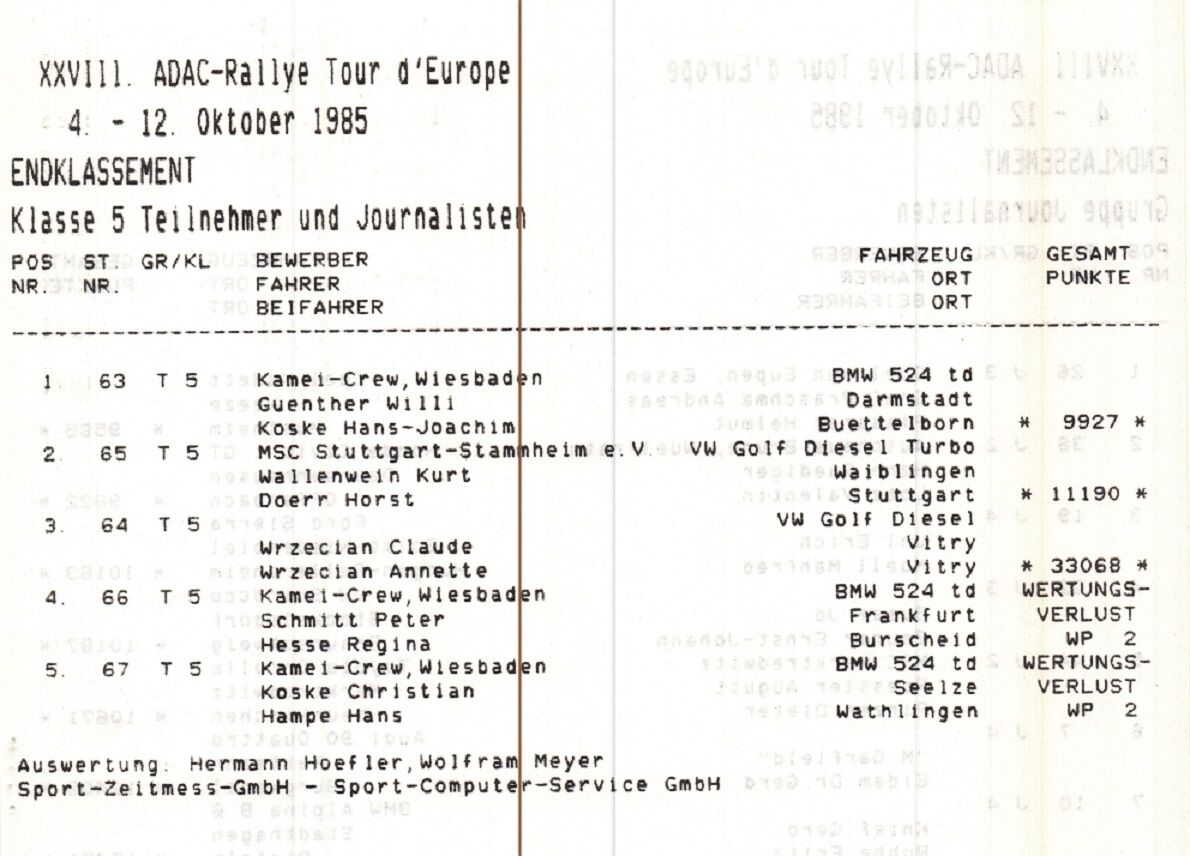 XXVIII. ADAC-Rallye Tour d'Europe
4. - 12. Oktober 1985
ENDKLASSEMENT
Klasse 5 Teilnehmer und Journalisten
POS ST. GR/KL BEWERBER FAHRZEUG GESAMT
NR. NR. FAHRER ORT PUNKTE
BEIFAHRER ORT
1. 63 T 5 Kamei-Crew,Wiesbaden BMW 524 td
Guenther Willi Darmstadt
Koske Hans-Joachim Buettelborn * 9927 *
2. 65 T 5 MSC Stuttgart-Stammheim e.V. VW Golf Diesel Turbo
Wallenwein Kurt Waiblingen
Doerr Horst Stuttgart * 11190 *
3. 64 T 5 VW Golf Diesel
Wrzecian Claude Vitry
Wrzecian Annette Vitry * 33068 *
4. 66 T 5 Kamei-Crew,Wiesbaden BMW 524 td WERTUNGS-
Schmitt Peter Frankfurt VERLUST
Hesse Regina Burscheid WP 2
5. 67 T 5 Kamei-Crew,Wiesbaden BMW 524 td WERTUNGS-
Koske Christian Seelze VERLUST
Hampe Hans Wathlingen WP 2
Auswertung: Hermann Hoefler,Wolfram Meyer
Sport-Zeitmess-GmbH - Sport-Computer-Service GmbH